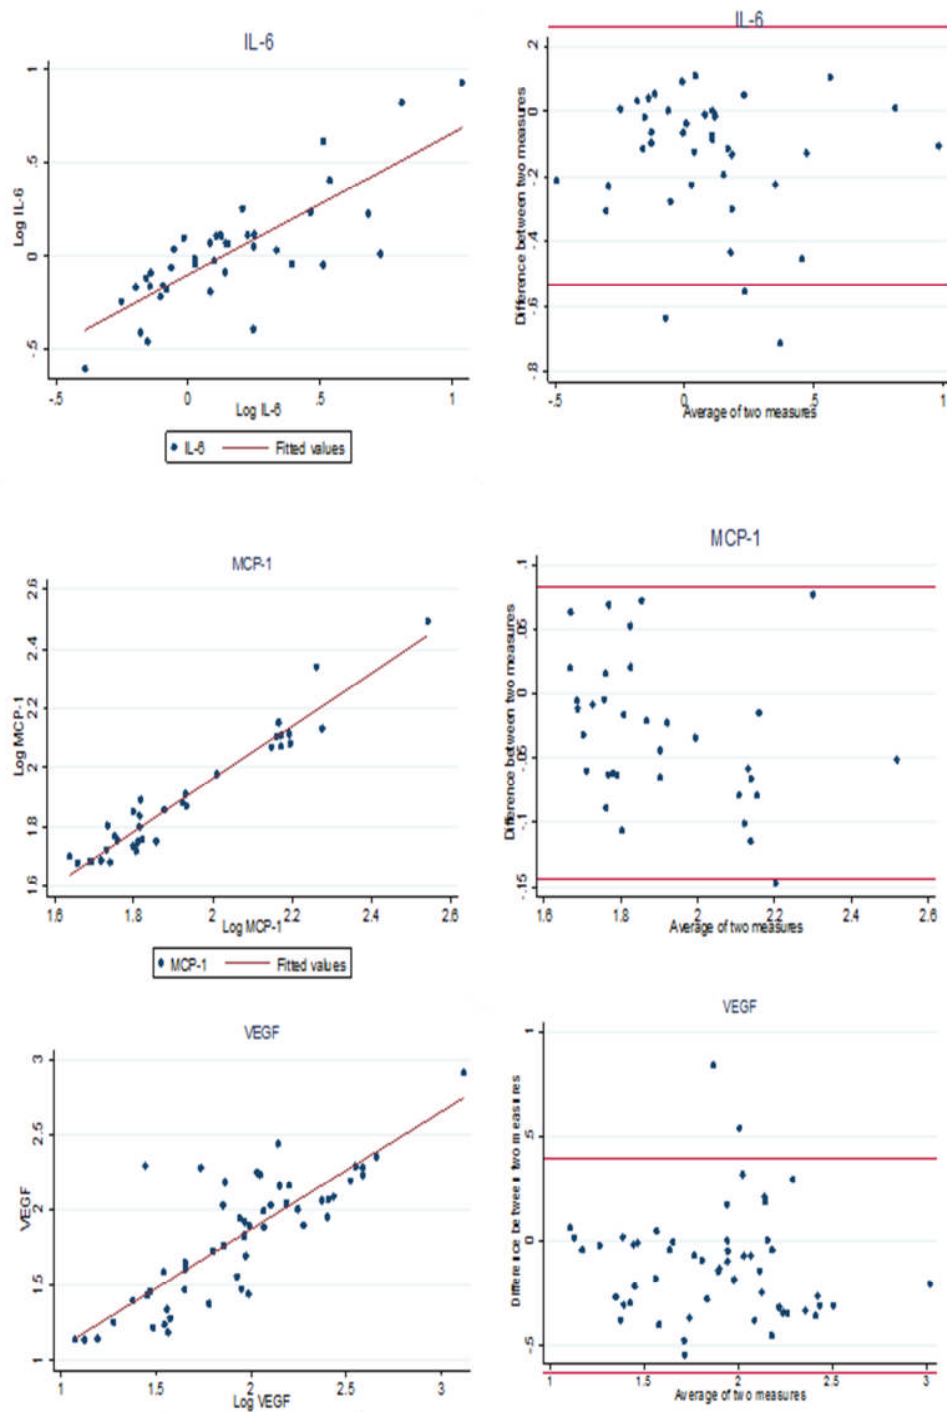 IL-6
Log IL-6
1
.5
0
-.5
-.5
0
.5
1
Log IL-6
IL-6
Fitted values
IL-6
Difference between two measures
.2
0
-.2
-.4
-.6
-.8
-.5
0
.5
1
Average of two measures
MCP-1
Log MCP-1
2.6
2.4
2.2
2
1.8
1.6
1.6
1.8
2
2.2
2.4
2.6
Log MCP-1
MCP-1
Fitted values
MCP-1
Difference between two measures
.1
.05
0
-.05
-.1
-.15
1.6
1.8
2
2.2
2.4
2.6
Average of two measures
VEGF
VEGF
3
2.5
2
1.5
1
1
1.5
2
2.5
3
Log VEGF
VEGF
Difference between two measures
1
.5
0
-.5
1
1.5
2
2.5
3
Average of two measures